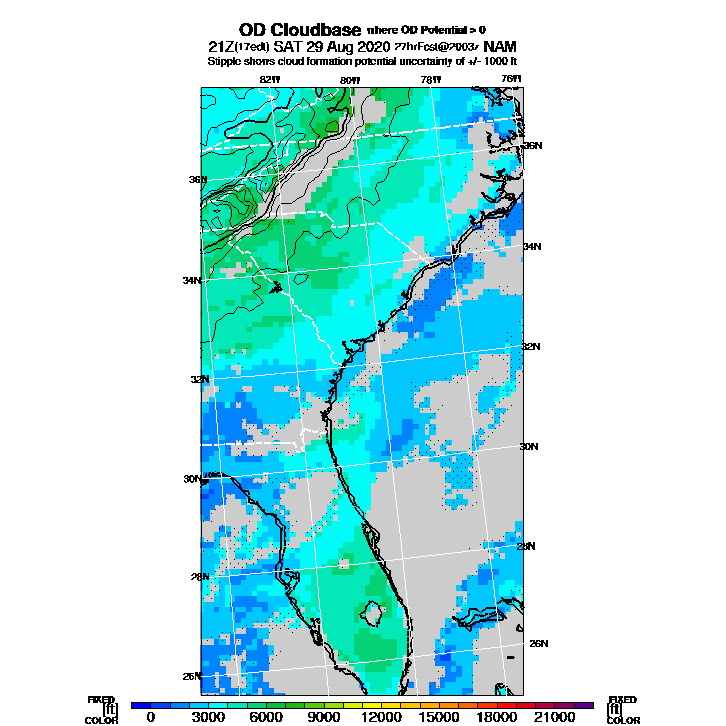 OD Cloudbase where OD Potential > 0
21Z(17edt) SAT 29 Aug 2020 27hrFcst@2003z NAM
Stipple shows cloud formation potential uncertainty of +/- 1000 ft
82W 80W 78W 76W
36N
36N
34N
34N
32N
32N
30N
30N
28N
28N
26N
26N
FIXED FIXED
[ft] 0 3000 6000 9000 12000 15000 18000 21000 [ft]
COLOR COLOR